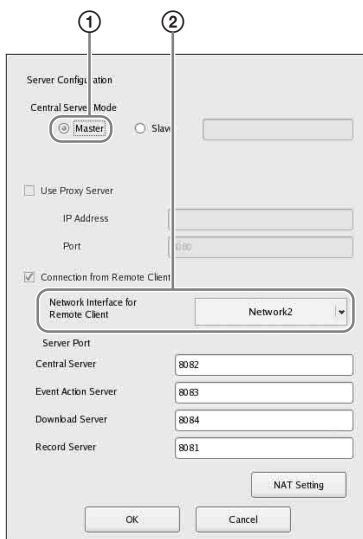 ① ②
Server Configuration
Central Server Mode
Master Slave
Use Proxy Server
IP Address
Port 8080
Connection from Remote Client
Network Interface for
Remote Client
Network2
Server Port
Central Server 8082
Event Action Server 8083
Download Server 8084
Record Server 8081
NAT Setting
OK Cancel